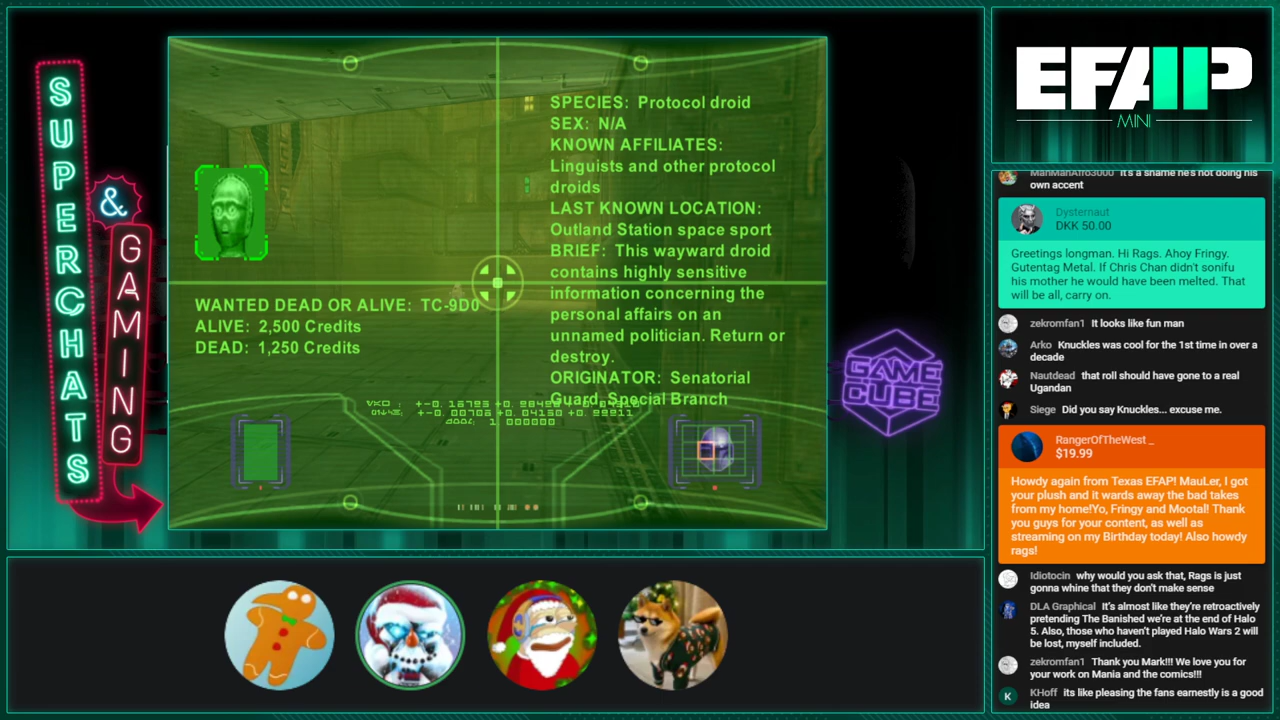 SUPERCHATS
&
GAMING
SPECIES: Protocol droid
SEX: N/A
KNOWN AFFILIATES:
Linguists and other protocol
droids
LAST KNOWN LOCATION:
Outland Station space sport
BRIEF: This wayward droid
contains highly sensitive
information concerning the
personal affairs on an
unnamed politician. Return or
destroy.
ORIGINATOR: Senatorial
Guard, Special Branch
WANTED DEAD OR ALIVE: TC-9D0
ALIVE: 2,500 Credits
DEAD: 1,250 Credits
GAME
CUBE
EFAP
MINI
ManManAfro3000 It's a shame he's not doing his
own accent
Dysternaut
DKK 50.00
Greetings longman. Hi Rags. Ahoy Fringy.
Gutentag Metal. If Chris Chan didn't sonifu
his mother he would have been melted. That
will be all, carry on.
zekromfan1 It looks like fun man
Arko Knuckles was cool for the 1st time in over a
decade
Nautdead that roll should have gone to a real
Ugandan
Siege Did you say Knuckles... excuse me.
RangerOfTheWest _
$19.99
Howdy again from Texas EFAP! MauLer, I got
your plush and it wards away the bad takes
from my home!Yo, Fringy and Mootal! Thank
you guys for your content, as well as
streaming on my Birthday today! Also howdy
rags!
Idiotocin why would you ask that, Rags is just
gonna whine that they don't make sense
DLA Graphical It's almost like they're retroactively
pretending The Banished we're at the end of Halo
5. Also, those who haven't played Halo Wars 2 will
be lost, myself included.
zekromfan1 Thank you Mark!!! We love you for
your work on Mania and the comics!!!
K
KHoff its like pleasing the fans earnestly is a good
idea